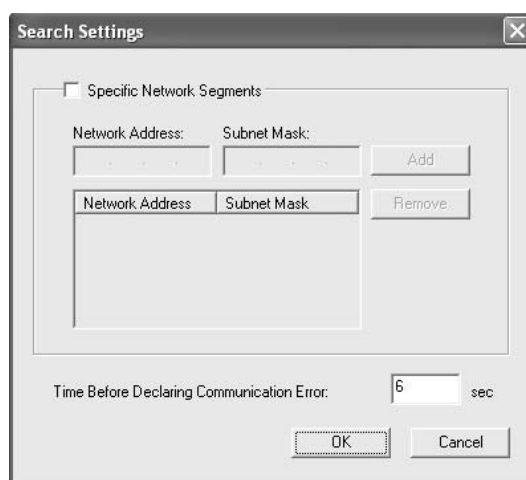 Search Settings
Specific Network Segments
Network Address: Subnet Mask:
Add
Network Address Subnet Mask
Remove
Time Before Declaring Communication Error: 6 sec
OK Cancel